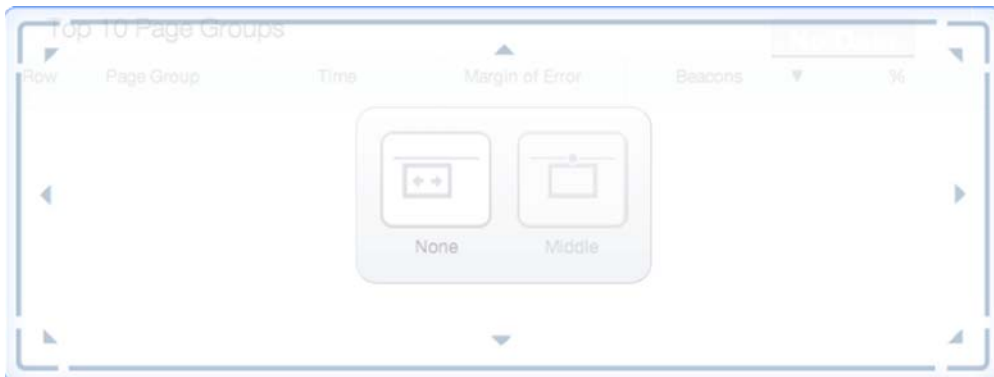 Top 10 Page Groups
Row Page Group Time Margin of Error Beacons ▼ %
None Middle